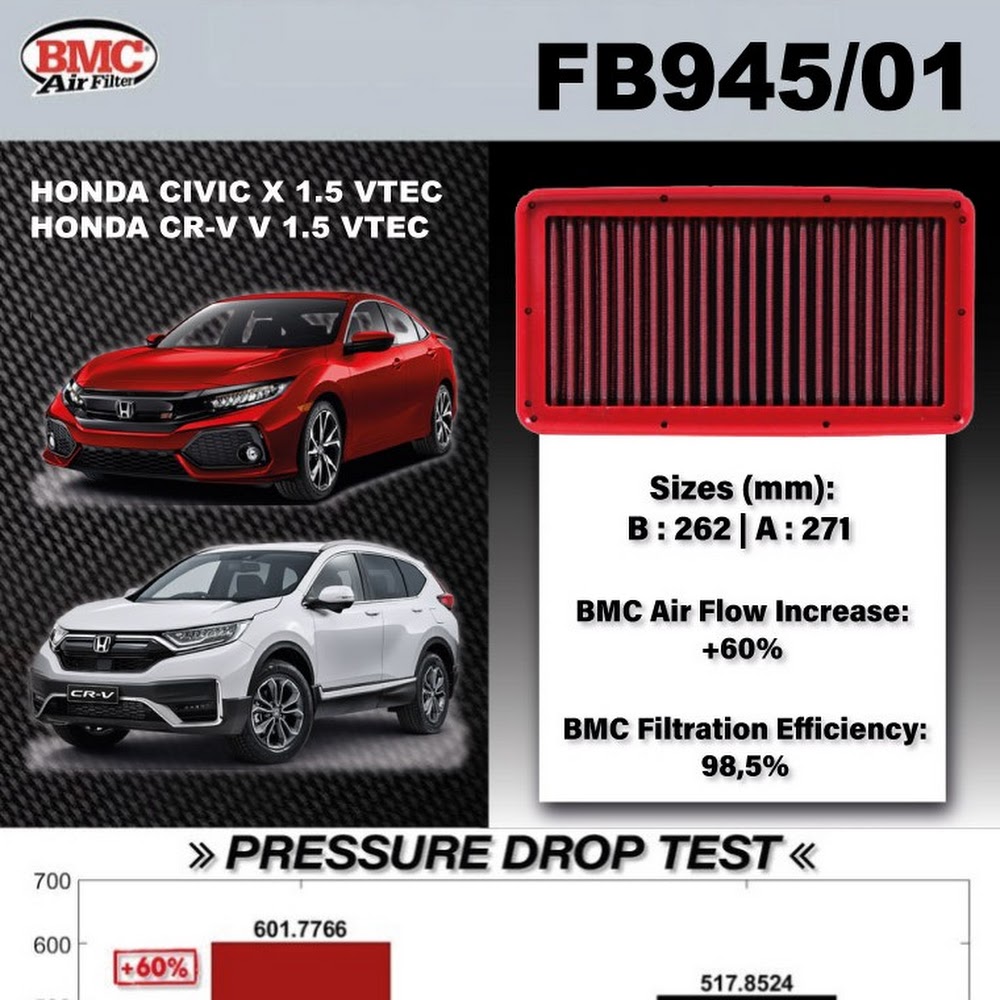 BMC
Air Filter
FB945/01
HONDA CIVIC X 1.5 VTEC
HONDA CR-V V 1.5 VTEC
CR-V
Sizes (mm):
B : 262 | A : 271
BMC Air Flow Increase:
+60%
BMC Filtration Efficiency:
98,5%
» PRESSURE DROP TEST «
700
601.7766
600
+60%
517.8524